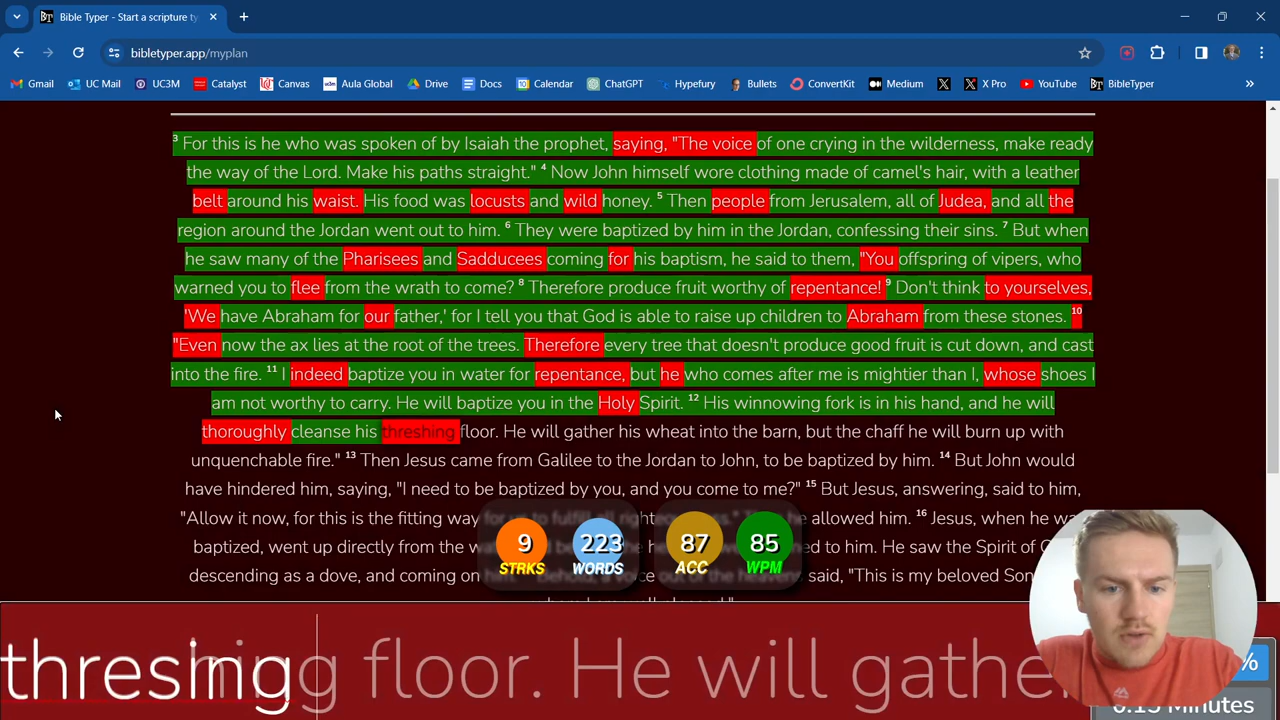 Bible Typer - Start a scripture ty
bibletyper.app/myplan
Gmail UC Mail UC3M Catalyst Canvas Aula Global Drive Docs Calendar ChatGPT Hypefury Bullets ConvertKit Medium X Pro YouTube BibleTyper
3 For this is he who was spoken of by Isaiah the prophet, saying, "The voice of one crying in the wilderness, make ready
the way of the Lord. Make his paths straight." 4 Now John himself wore clothing made of camel's hair, with a leather
belt around his waist. His food was locusts and wild honey. 5 Then people from Jerusalem, all of Judea, and all the
region around the Jordan went out to him. 6 They were baptized by him in the Jordan, confessing their sins. 7 But when
he saw many of the Pharisees and Sadducees coming for his baptism, he said to them, "You offspring of vipers, who
warned you to flee from the wrath to come? 8 Therefore produce fruit worthy of repentance! 9 Don't think to yourselves,
'We have Abraham for our father,' for I tell you that God is able to raise up children to Abraham from these stones. 10
"Even now the ax lies at the root of the trees. Therefore every tree that doesn't produce good fruit is cut down, and cast
into the fire. 11 I indeed baptize you in water for repentance, but he who comes after me is mightier than I, whose shoes I
am not worthy to carry. He will baptize you in the Holy Spirit. 12 His winnowing fork is in his hand, and he will
thoroughly cleanse his threshing floor. He will gather his wheat into the barn, but the chaff he will burn up with
unquenchable fire." 13 Then Jesus came from Galilee to the Jordan to John, to be baptized by him. 14 But John would
have hindered him, saying, "I need to be baptized by you, and you come to me?" 15 But Jesus, answering, said to him,
"Allow it now, for this is the fitting way for us to fulfill all he allowed him. 16 Jesus, when he wa
baptized, went up directly from the to him. He saw the Spirit of
descending as a dove, and coming on said, "This is my beloved Son
9 223 87 85
STRKS WORDS ACC WPM
thresing floor. He will gather
%
0.15 Minutes